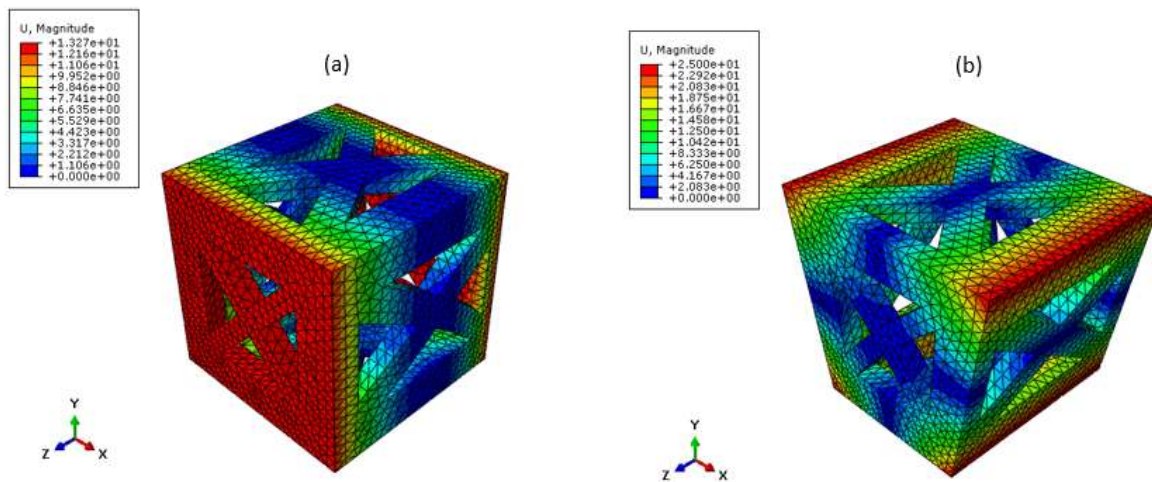 U, Magnitude
+1.327e+01
+1.216e+01
+1.106e+01
+9.952e+00
+8.846e+00
+7.741e+00
+6.635e+00
+5.529e+00
+4.423e+00
+3.317e+00
+2.212e+00
+1.106e+00
+0.000e+00
(a)
Y
Z
X
U, Magnitude
+2.500e+01
+2.292e+01
+2.083e+01
+1.875e+01
+1.667e+01
+1.458e+01
+1.250e+01
+1.042e+01
+8.333e+00
+6.250e+00
+4.167e+00
+2.083e+00
+0.000e+00
(b)
Y
Z
X